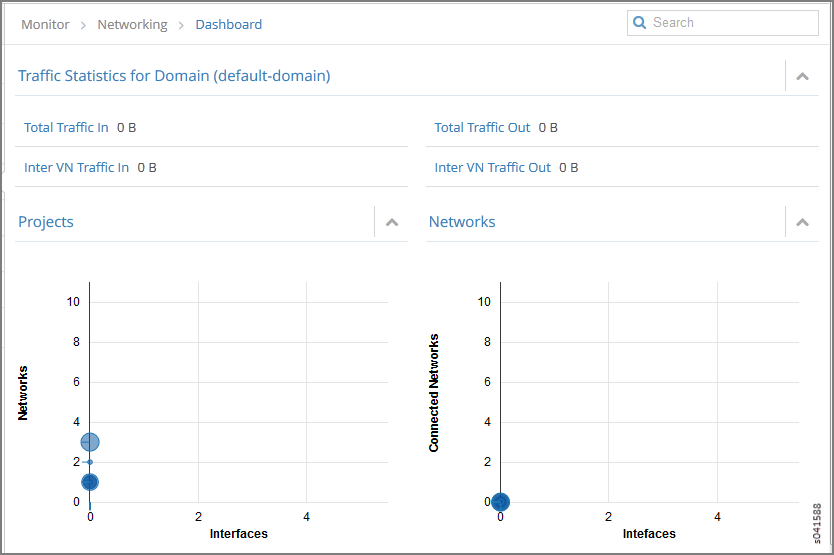 Monitor > Networking > Dashboard
Search
Traffic Statistics for Domain (default-domain)
Total Traffic In 0 B
Total Traffic Out 0 B
Inter VN Traffic In 0 B
Inter VN Traffic Out 0 B
Projects
Networks
10
8
6
4
2
0
0 2 4
Networks
Interfaces
10
8
6
4
2
0
0 2 4
Connected Networks
Intefaces
s041588